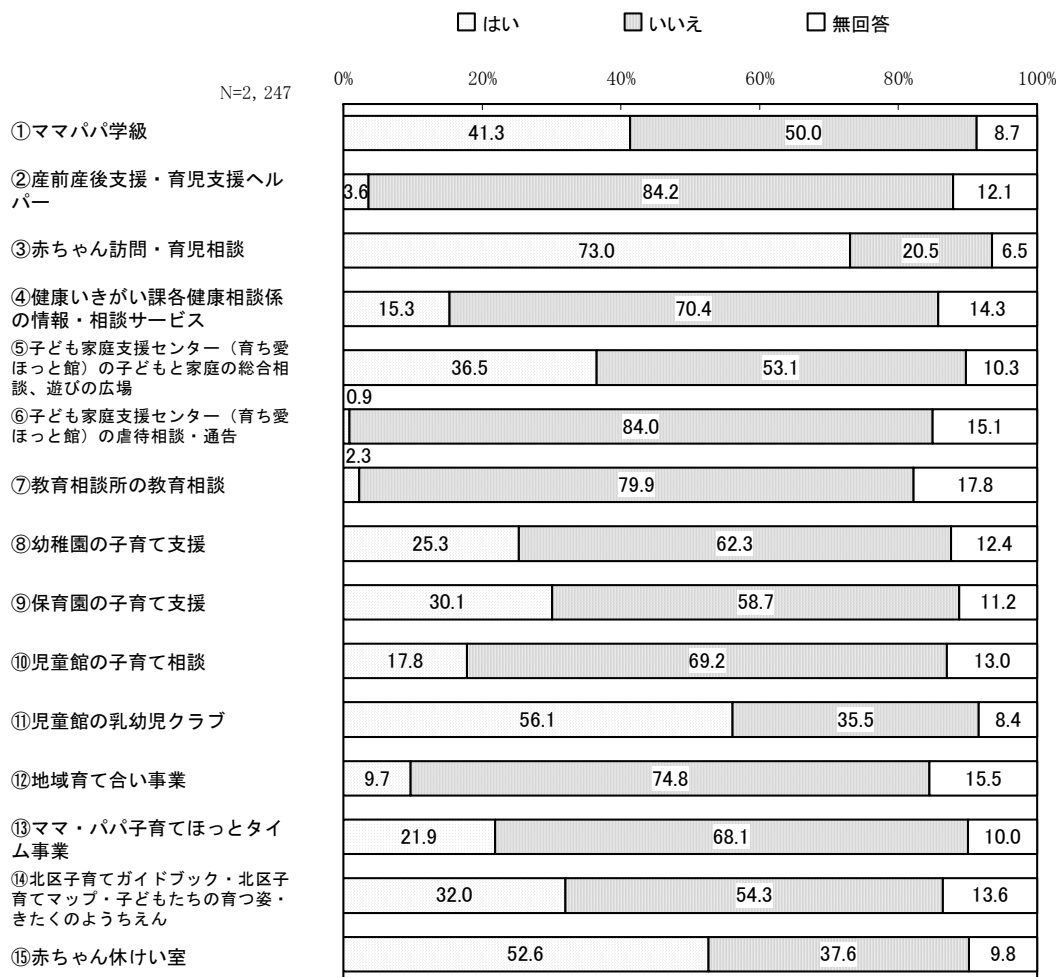 はい いいえ 無回答
N=2, 247
0% 20% 40% 60% 80% 100%
①ママパパ学級
41.3 50.0 8.7
②産前産後支援・育児支援ヘル
パー
3.6 84.2 12.1
③赤ちゃん訪問・育児相談
73.0 20.5 6.5
④健康いきがい課各健康相談係
の情報・相談サービス
15.3 70.4 14.3
⑤子ども家庭支援センター（育ち愛
ほっと館）の子どもと家庭の総合相
談、遊びの広場
36.5 53.1 10.3
⑥子ども家庭支援センター（育ち愛
ほっと館）の虐待相談・通告
0.9 84.0 15.1
⑦教育相談所の教育相談
2.3 79.9 17.8
⑧幼稚園の子育て支援
25.3 62.3 12.4
⑨保育園の子育て支援
30.1 58.7 11.2
⑩児童館の子育て相談
17.8 69.2 13.0
⑪児童館の乳幼児クラブ
56.1 35.5 8.4
⑫地域育て合い事業
9.7 74.8 15.5
⑬ママ・パパ子育てほっとタイ
ム事業
21.9 68.1 10.0
⑭北区子育てガイドブック・北区子
育てマップ・子どもたちの育つ姿・
きたくのようちえん
32.0 54.3 13.6
⑮赤ちゃん休けい室
52.6 37.6 9.8